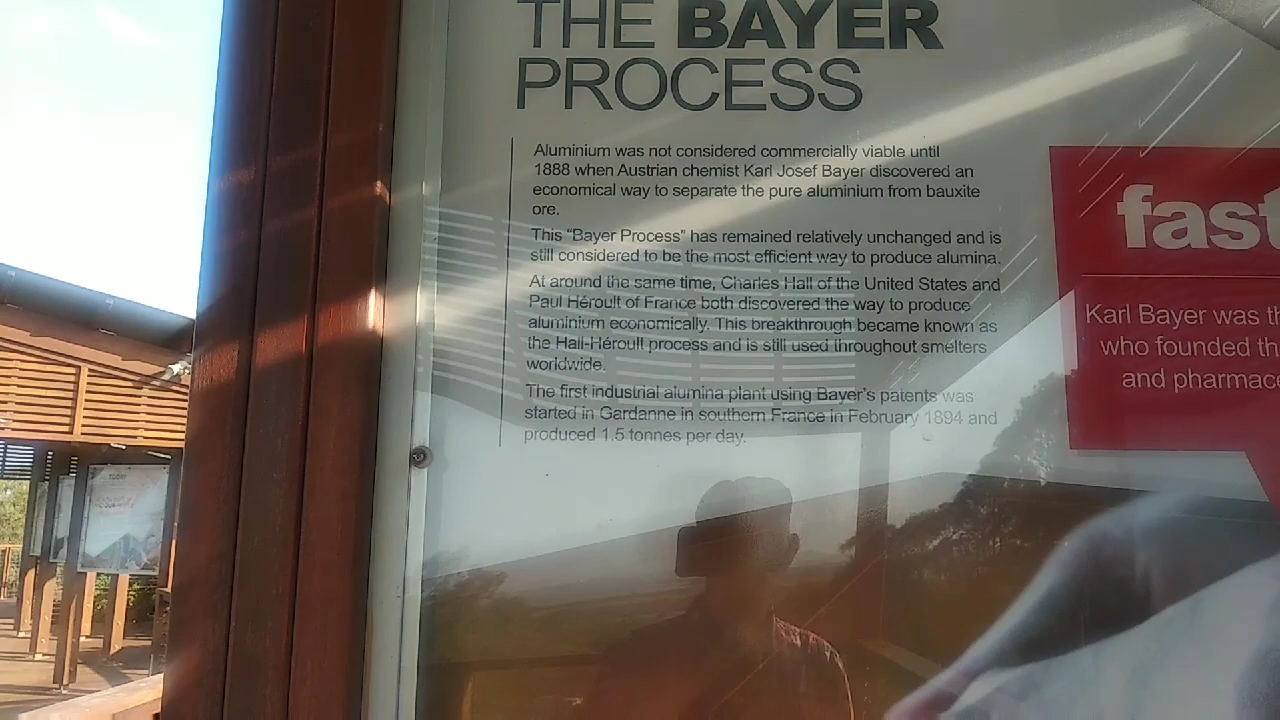 THE BAYER
PROCESS
Aluminium was not considered commercially viable until
1888 when Austrian chemist Karl Josef Bayer discovered an
economical way to separate the pure aluminium from bauxite
ore.
This “Bayer Process” has remained relatively unchanged and is
still considered to be the most efficient way to produce alumina.
At around the same time, Charles Hall of the United States and
Paul Héroult of France both discovered the way to produce
aluminium economically. This breakthrough became known as
the Hall-Héroult process and is still used throughout smelters
worldwide.
The first industrial alumina plant using Bayer's patents was
started in Gardanne in southern France in February 1894 and
produced 1.5 tonnes per day.
fast
Karl Bayer was th
who founded th
and pharmace
TODAY